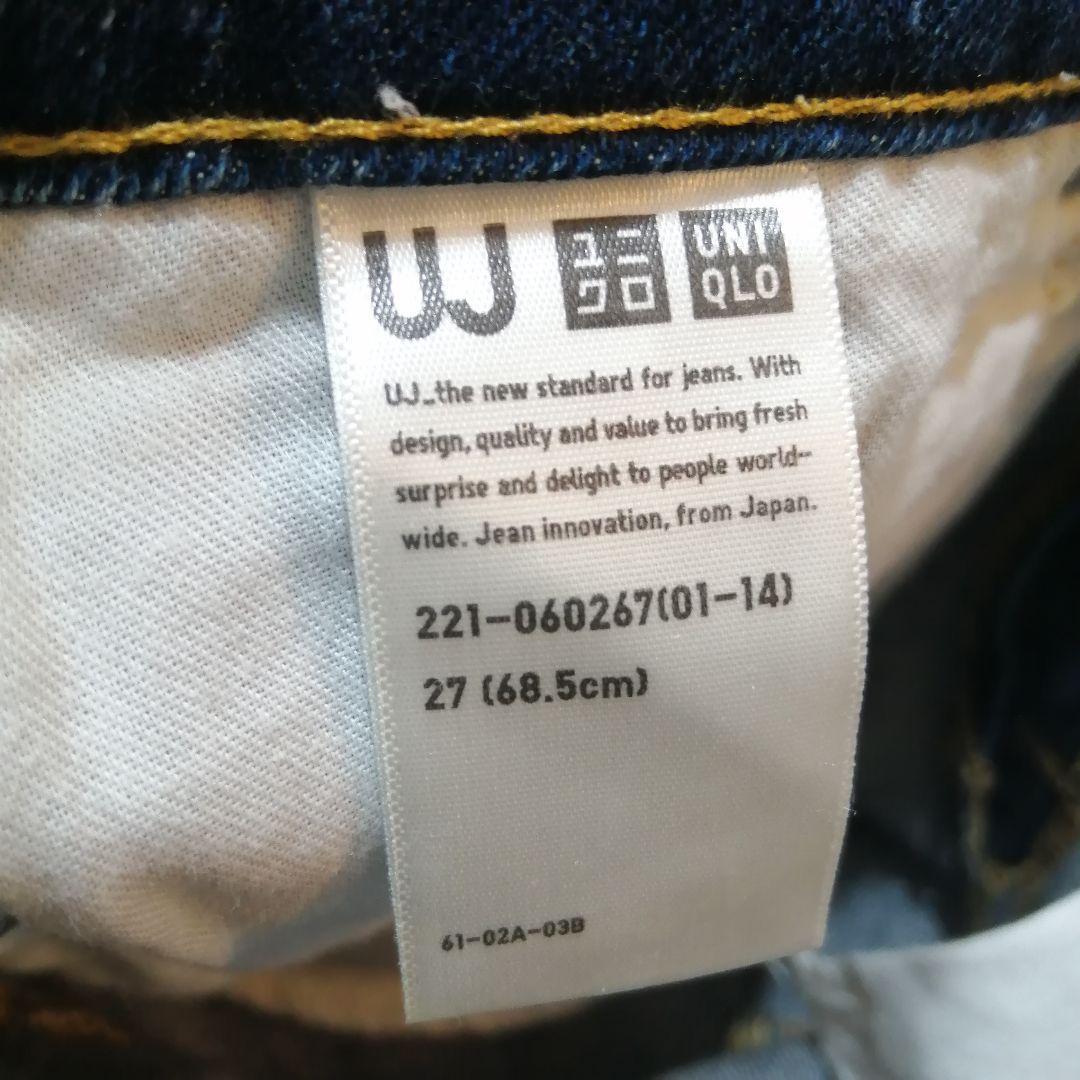 UJ ユニクロ UNIQLO
UJ_the new standard for jeans. With
design, quality and value to bring fresh
surprise and delight to people world-
wide. Jean innovation, from Japan.
221-060267(01-14)
27 (68.5cm)
61-02A-03B